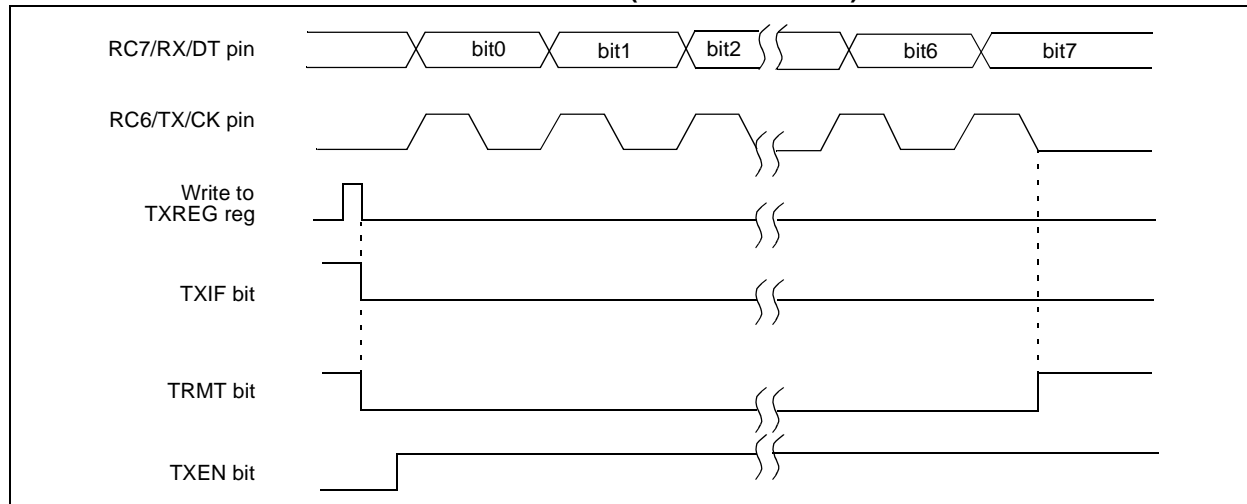 RC7/RX/DT pin
bit0
bit1
bit2
bit6
bit7
RC6/TX/CK pin
Write to
TXREG reg
TXIF bit
TRMT bit
TXEN bit